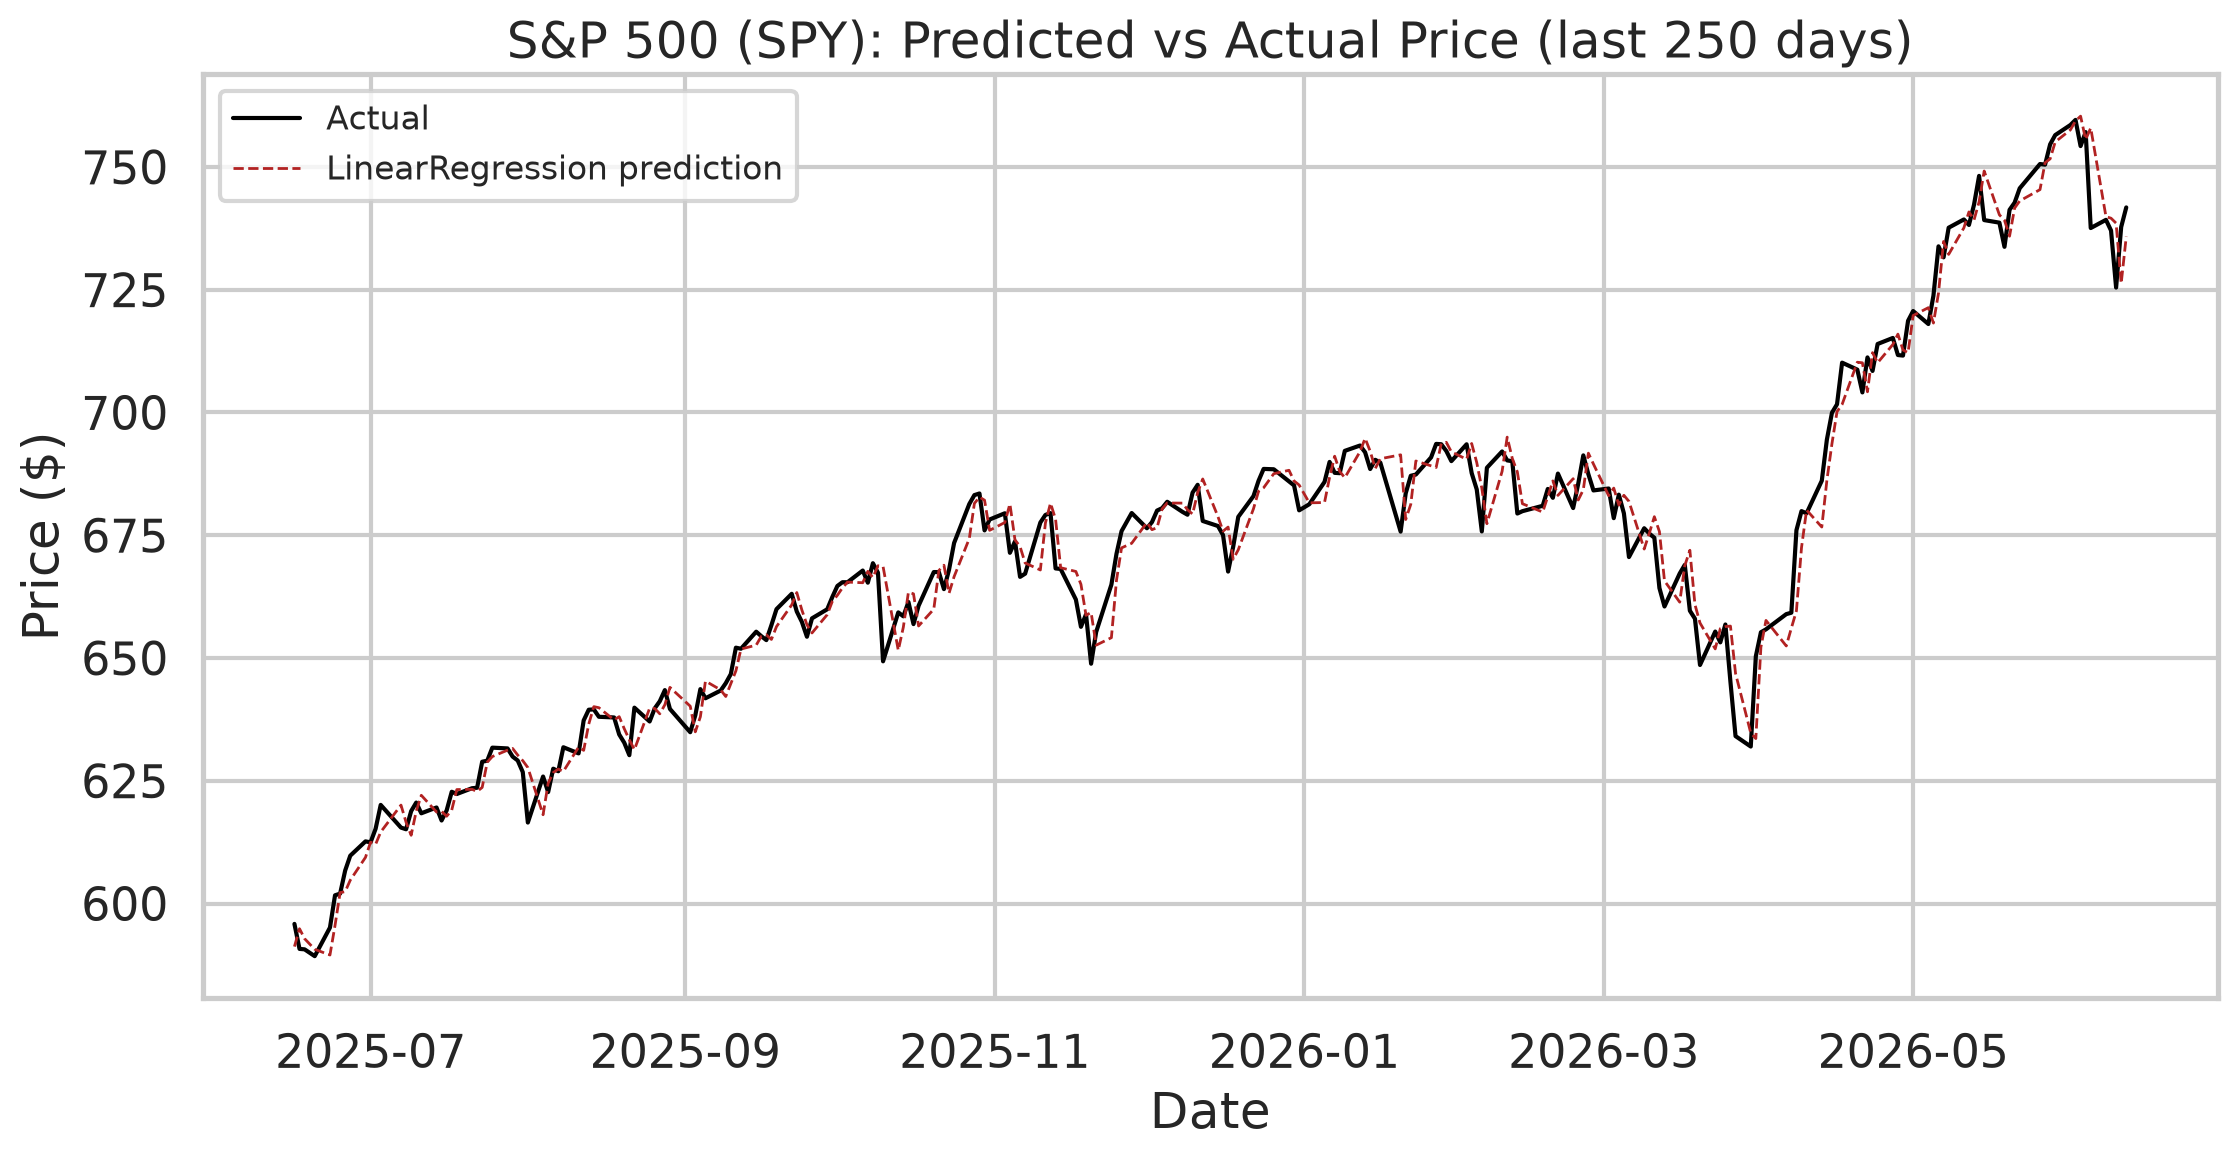 S&P 500 (SPY): Predicted vs Actual Price (last 250 days)
Actual
LinearRegression prediction
750
725
700
675
650
625
600
Price ($)
2025-07 2025-09 2025-11 2026-01 2026-03 2026-05
Date